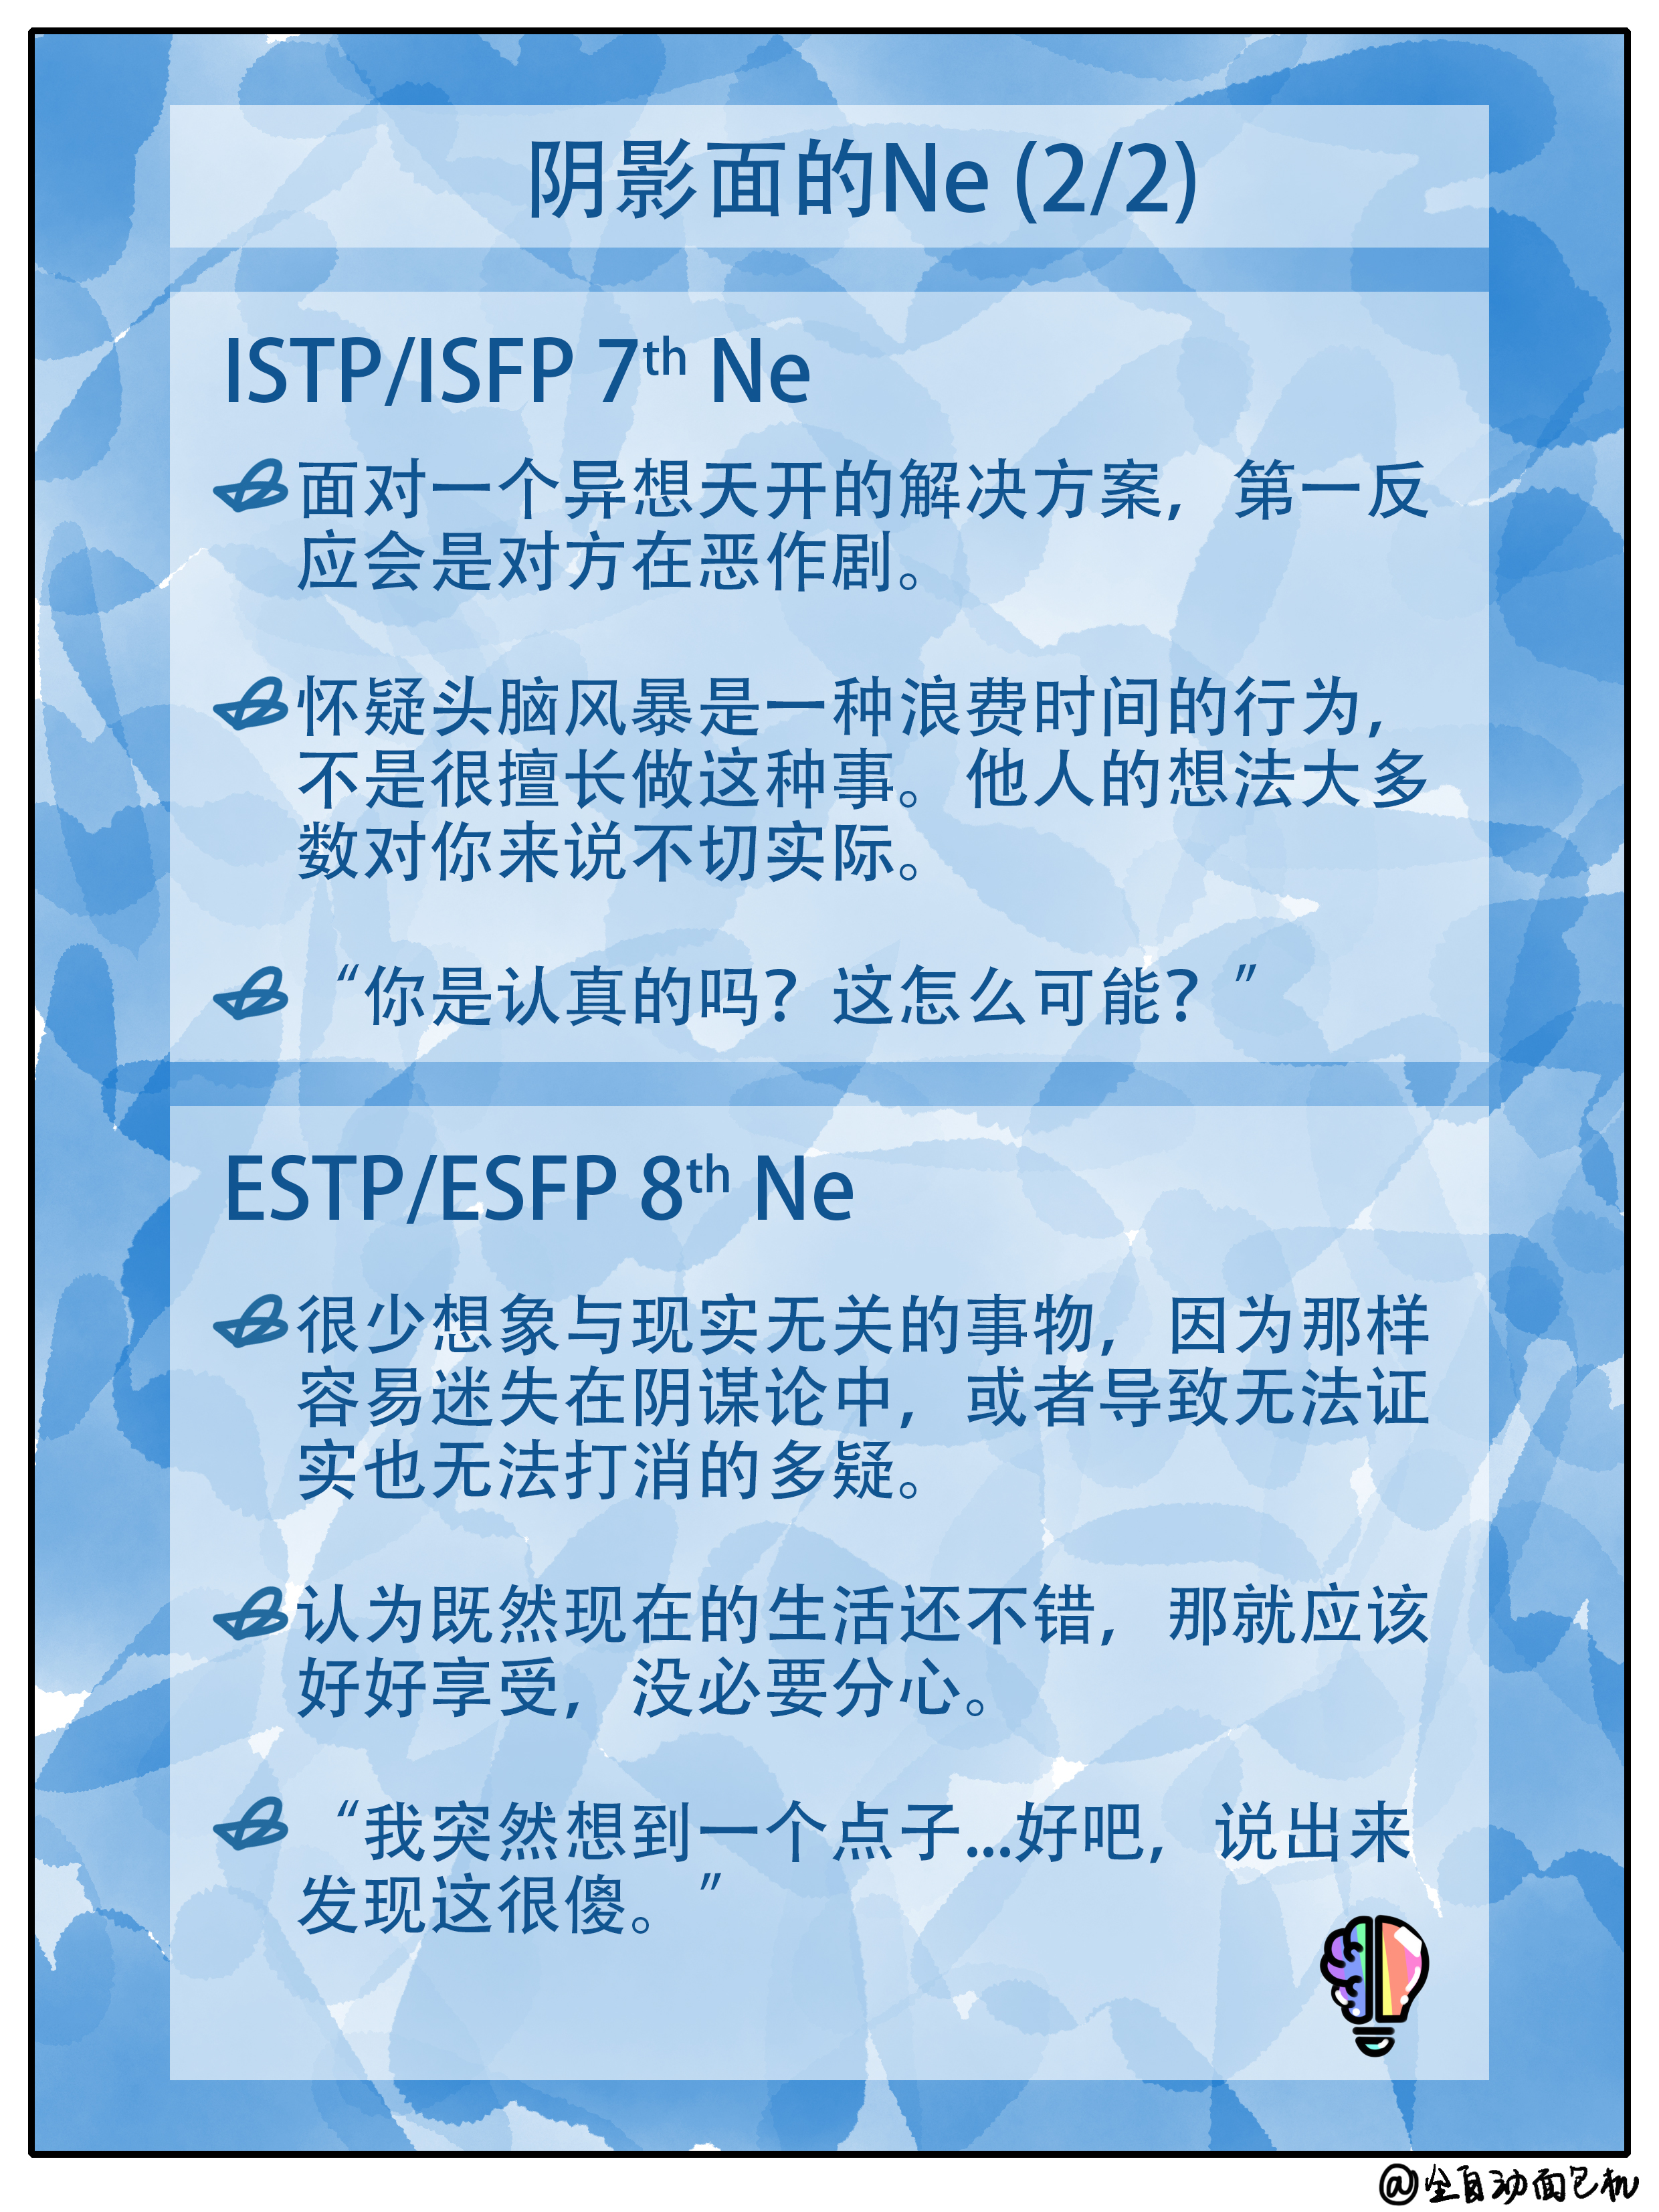 阴影面的Ne (2/2)
ISTP/ISFP 7th Ne
面对一个异想天开的解决方案，第一反
应会是对方在恶作剧。
怀疑头脑风暴是一种浪费时间的行为，
不是很擅长做这种事。他人的想法大多
数对你来说不切实际。
“你是认真的吗？这怎么可能？”
ESTP/ESFP 8th Ne
很少想象与现实无关的事物，因为那样
容易迷失在阴谋论中，或者导致无法证
实也无法打消的多疑。
认为既然现在的生活还不错，那就应该
好好享受，没必要分心。
“我突然想到一个点子...好吧，说出来
发现这很傻。”
@全自动面包机